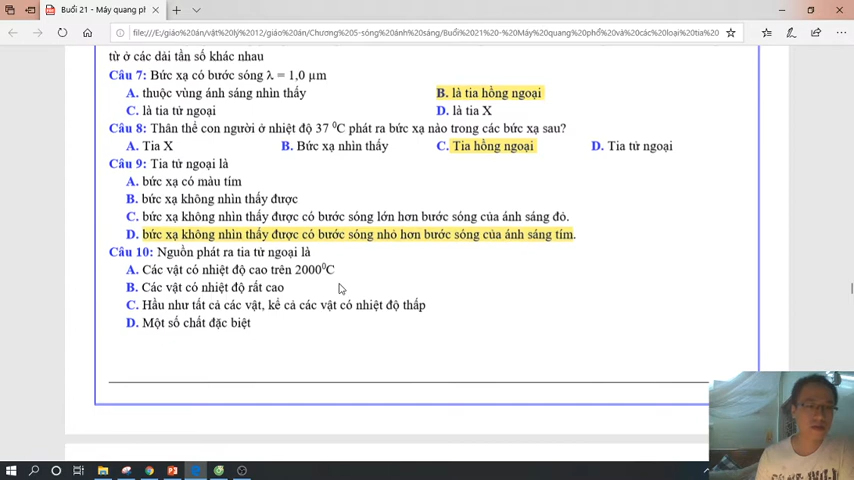 Buổi 21 - Máy quang ph
file:///E:/giáo%20án/vật%20lý%2012/giáo%20án/Chương%205-sóng%20ánh%20sáng/Buổi%2021%20-%20Máy%20quang%20phổ%20và%20các%20loại%20tia%20
từ ở các dải tần số khác nhau
Câu 7: Bức xạ có bước sóng λ = 1,0 μm
A. thuộc vùng ánh sáng nhìn thấy B. là tia hồng ngoại
C. là tia tử ngoại D. là tia X
Câu 8: Thân thể con người ở nhiệt độ 37 ⁰C phát ra bức xạ nào trong các bức xạ sau?
A. Tia X B. Bức xạ nhìn thấy C. Tia hồng ngoại D. Tia tử ngoại
Câu 9: Tia tử ngoại là
A. bức xạ có màu tím
B. bức xạ không nhìn thấy được
C. bức xạ không nhìn thấy được có bước sóng lớn hơn bước sóng của ánh sáng đỏ.
D. bức xạ không nhìn thấy được có bước sóng nhỏ hơn bước sóng của ánh sáng tím.
Câu 10: Nguồn phát ra tia tử ngoại là
A. Các vật có nhiệt độ cao trên 2000⁰C
B. Các vật có nhiệt độ rất cao
C. Hầu như tất cả các vật, kể cả các vật có nhiệt độ thấp
D. Một số chất đặc biệt